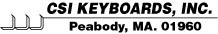 CSI KEYBOARDS, INC.
Peabody, MA. 01960